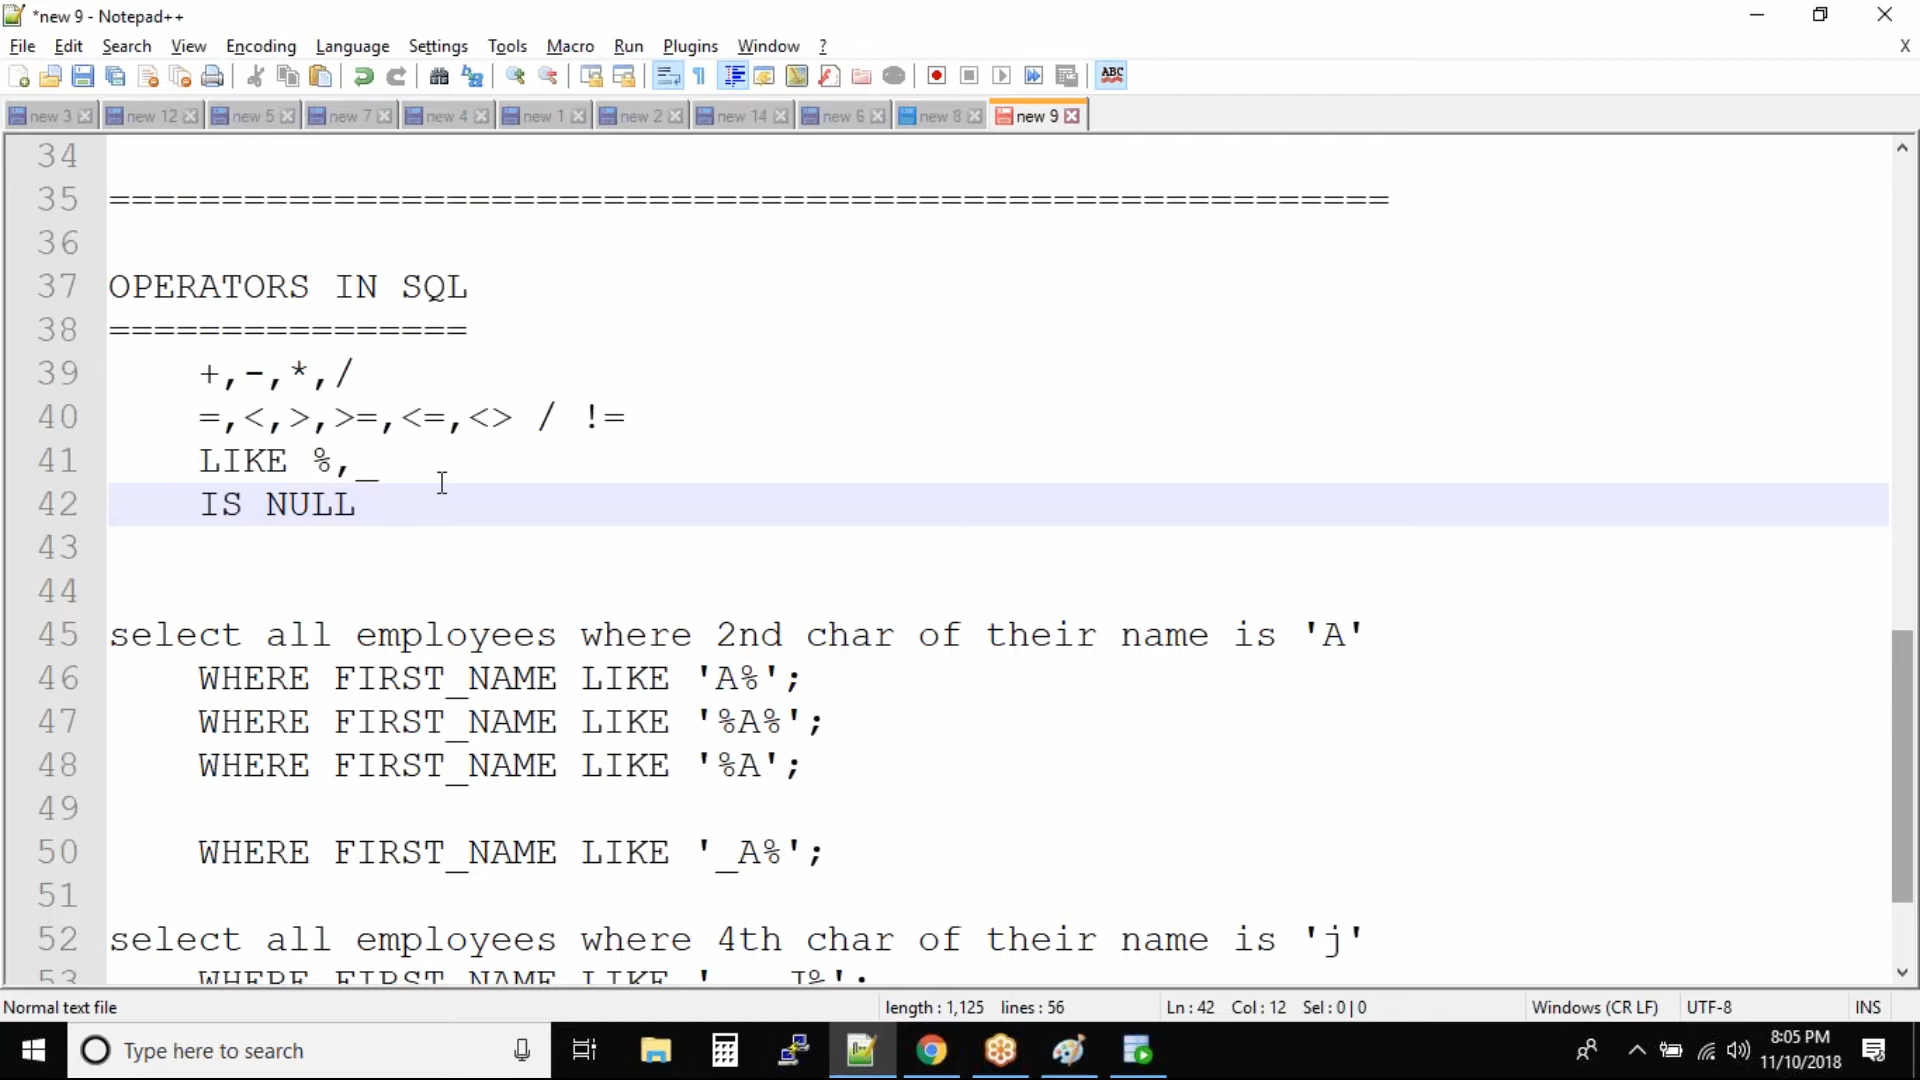 *new 9 - Notepad++
File Edit Search View Encoding Language Settings Tools Macro Run Plugins Window ? X
ABC
new 3 new 12 new 5 new 7 new 4 new 1 new 2 new 14 new 6 new 8 new 9
34
35 =========================================================
36
37 OPERATORS IN SQL
38 ================
39 +,-,*,/
40 =,<,>,>=,<=,<> / !=
41 LIKE %,_
42 IS NULL
43
44
45 select all employees where 2nd char of their name is 'A'
46 WHERE FIRST_NAME LIKE 'A%';
47 WHERE FIRST_NAME LIKE '%A%';
48 WHERE FIRST_NAME LIKE '%A';
49
50 WHERE FIRST_NAME LIKE '_A%';
51
52 select all employees where 4th char of their name is 'j'
53 WHERE FIRST_NAME LIKE '___J%';
Normal text file length : 1,125 lines : 56 Ln : 42 Col : 12 Sel : 0 | 0 Windows (CR LF) UTF-8 INS
Type here to search
8:05 PM
11/10/2018